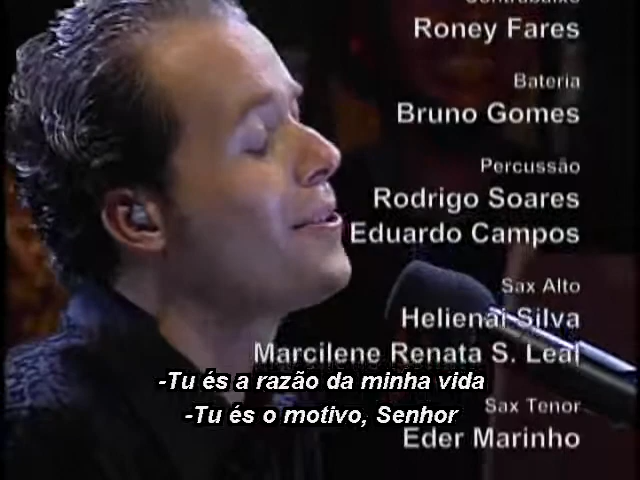 Contrabaixo
Roney Fares
Bateria
Bruno Gomes
Percussão
Rodrigo Soares
Eduardo Campos
Sax Alto
Helienai Silva
Marcilene Renata S. Leal
-Tu és a razão da minha vida
-Tu és o motivo, Senhor
Sax Tenor
Eder Marinho